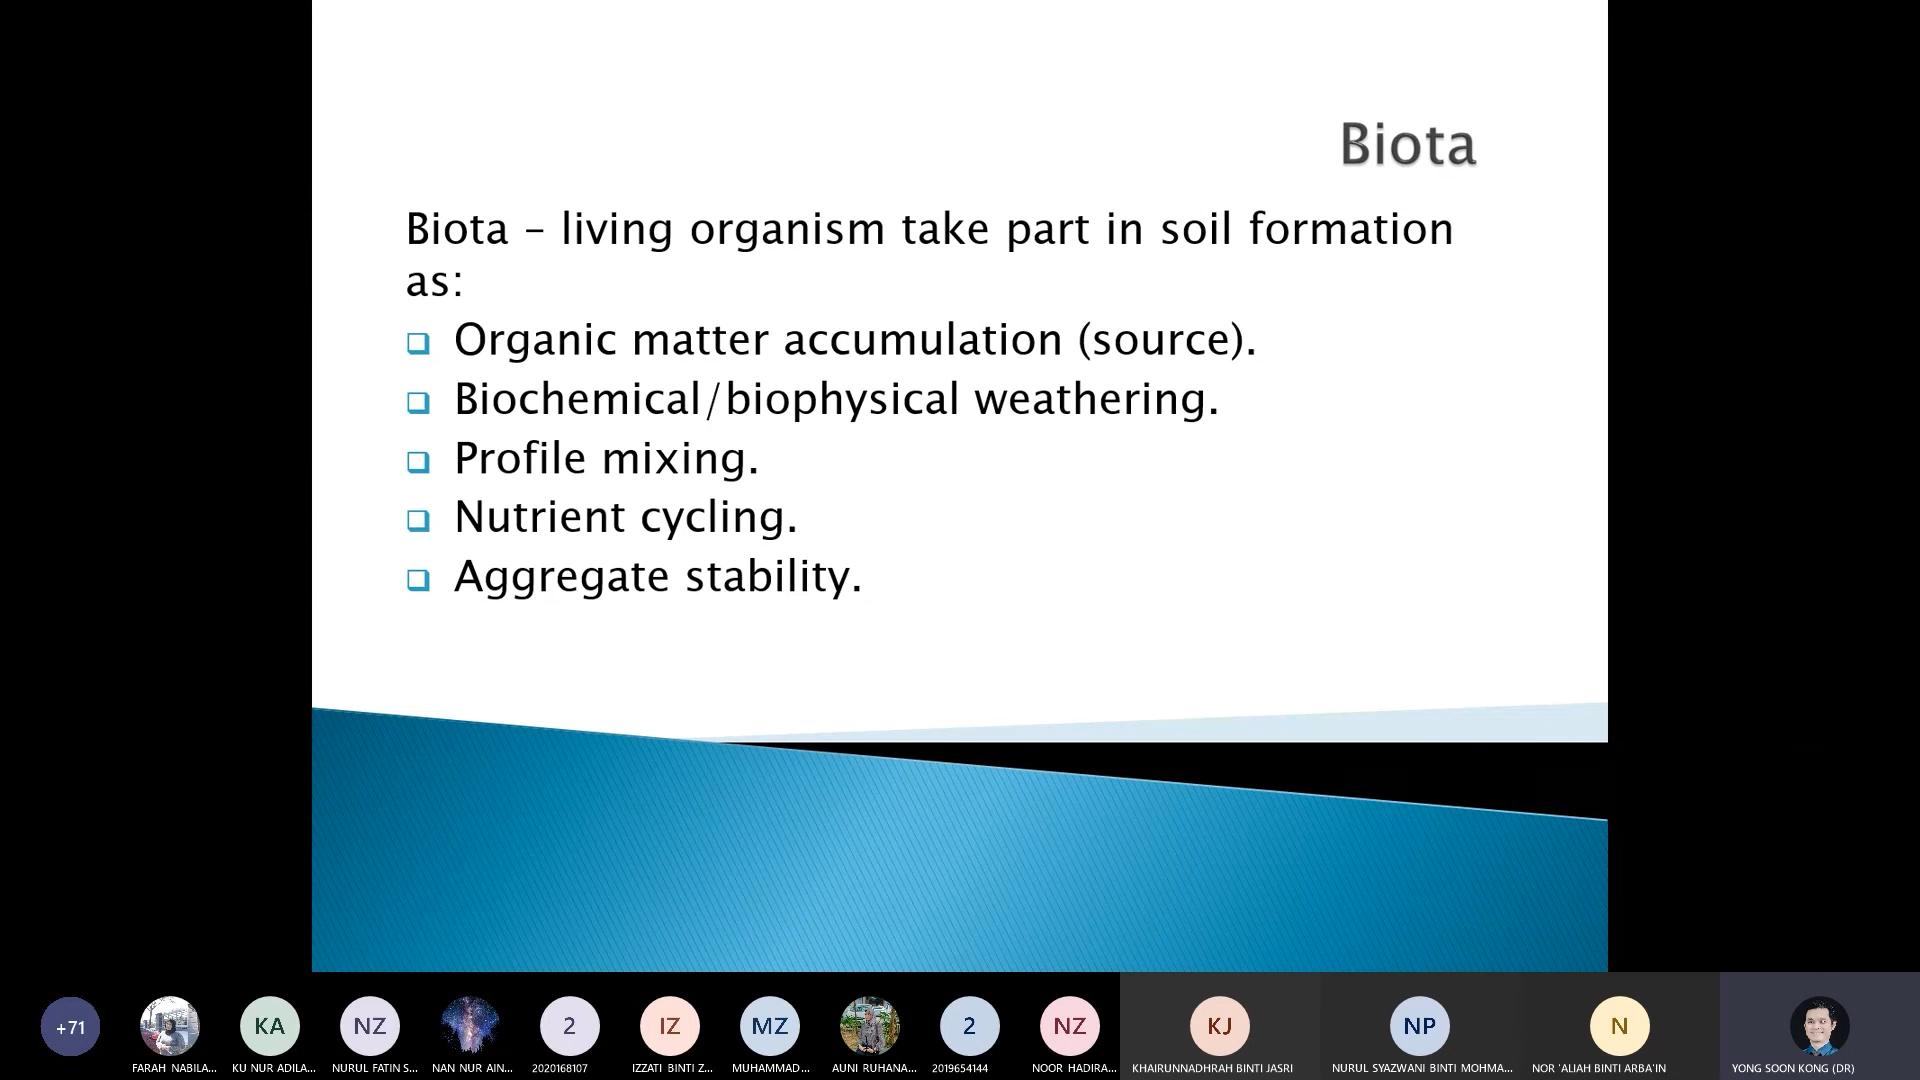 Biota
Biota – living organism take part in soil formation
as:
Organic matter accumulation (source).
Biochemical/biophysical weathering.
Profile mixing.
Nutrient cycling.
Aggregate stability.
+71
KA
NZ
2
IZ
MZ
2
NZ
KJ
NP
N
FARAH NABILA...
KU NUR ADILA...
NURUL FATIN S...
NAN NUR AIN...
2020168107
IZZATI BINTI Z...
MUHAMMAD ...
AUNI RUHANA...
2019654144
NOOR HADIRA...
KHAIRUNNADHRAH BINTI JASRI
NURUL SYAZWANI BINTI MOHMA...
NOR 'ALIAH BINTI ARBA'IN
YONG SOON KONG (DR)